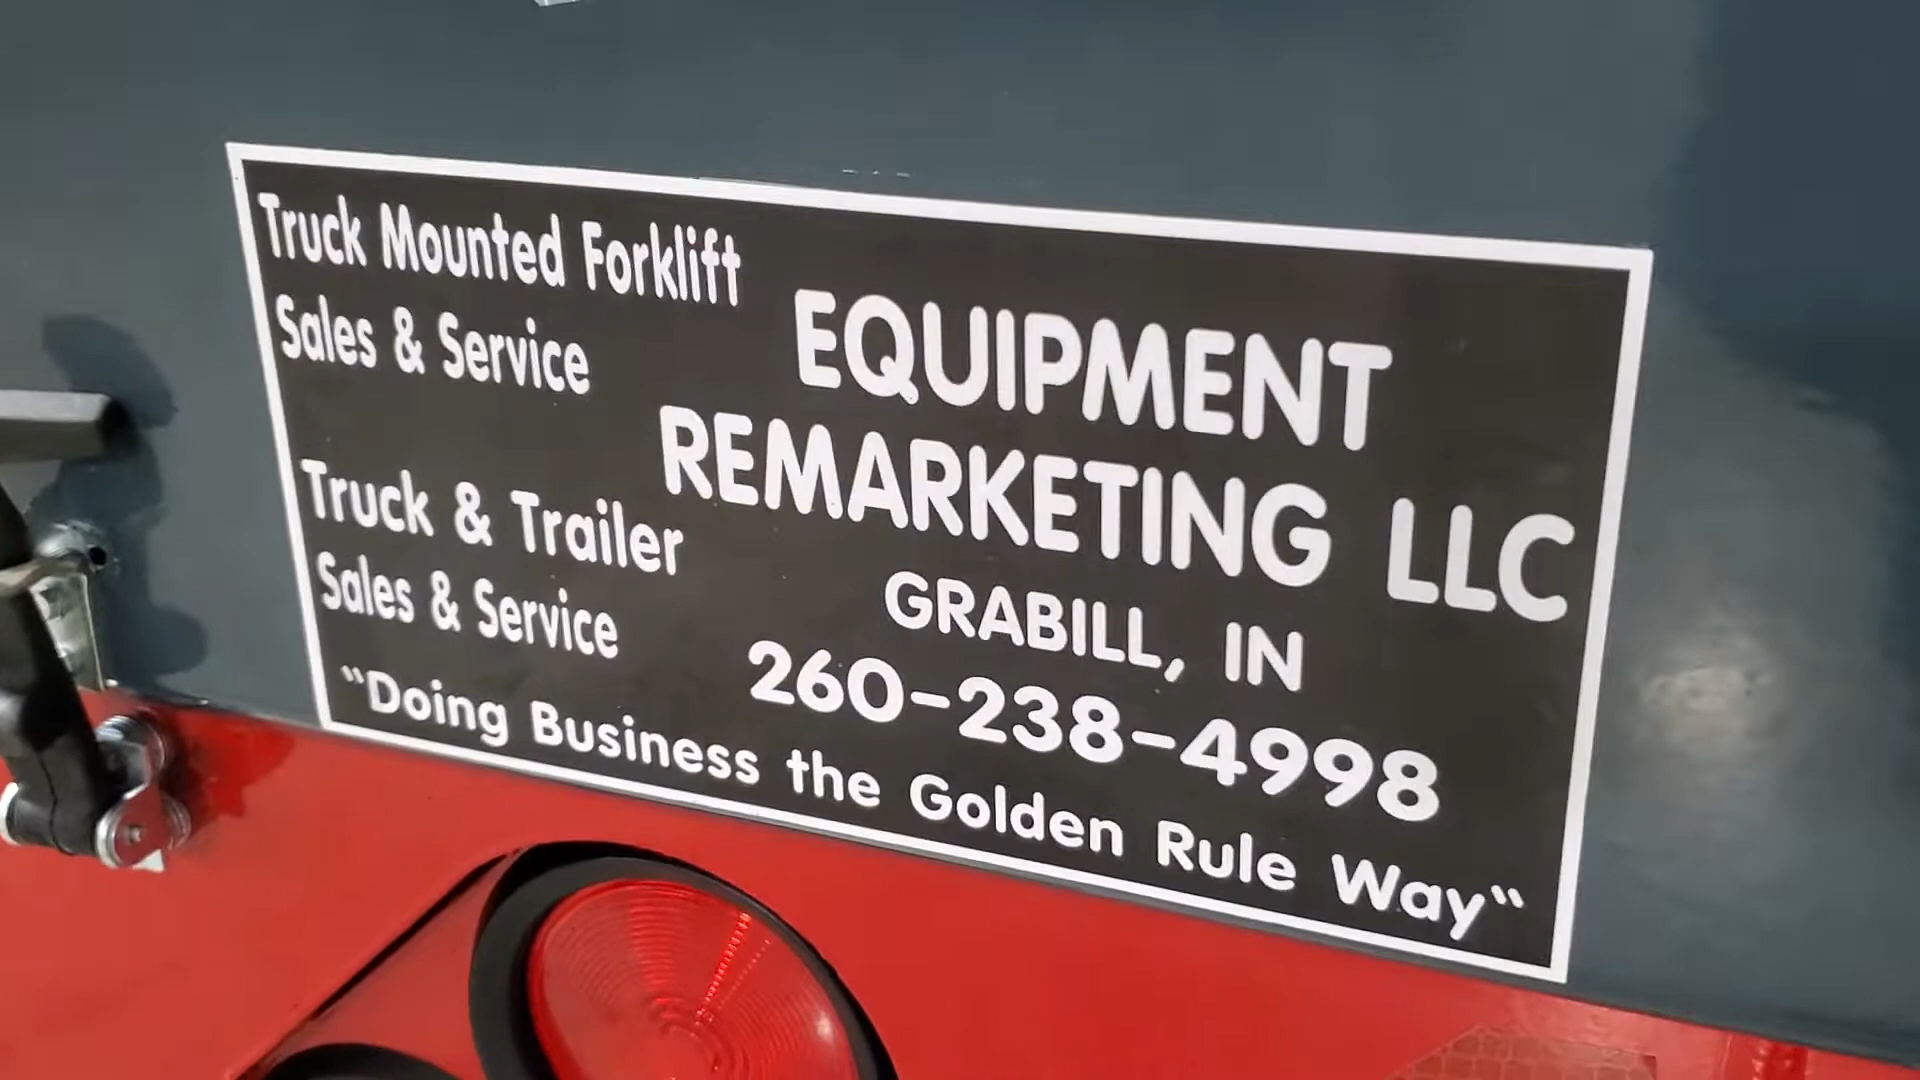 Truck Mounted Forklift
Sales & Service
Truck & Trailer
Sales & Service
EQUIPMENT
REMARKETING LLC
GRABILL, IN
260-238-4998
"Doing Business the Golden Rule Way"